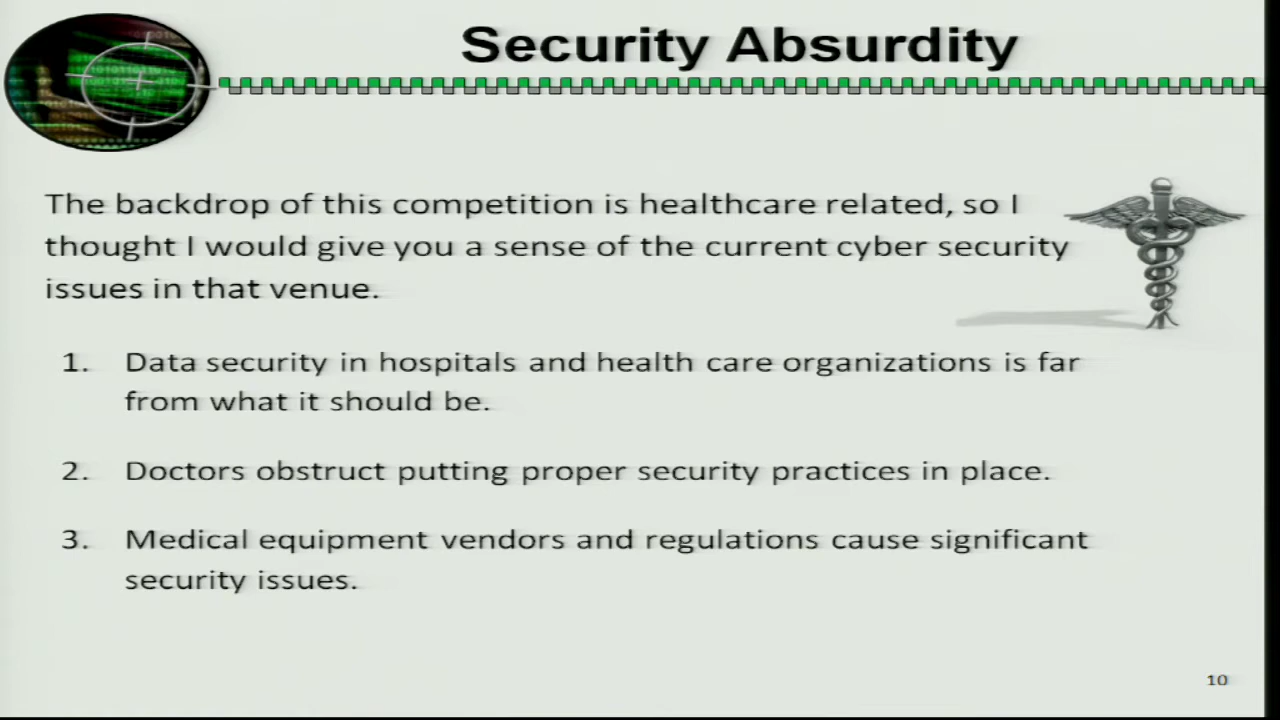 Security Absurdity
The backdrop of this competition is healthcare related, so I
thought I would give you a sense of the current cyber security
issues in that venue.
1. Data security in hospitals and health care organizations is far
from what it should be.
2. Doctors obstruct putting proper security practices in place.
3. Medical equipment vendors and regulations cause significant
security issues.
10